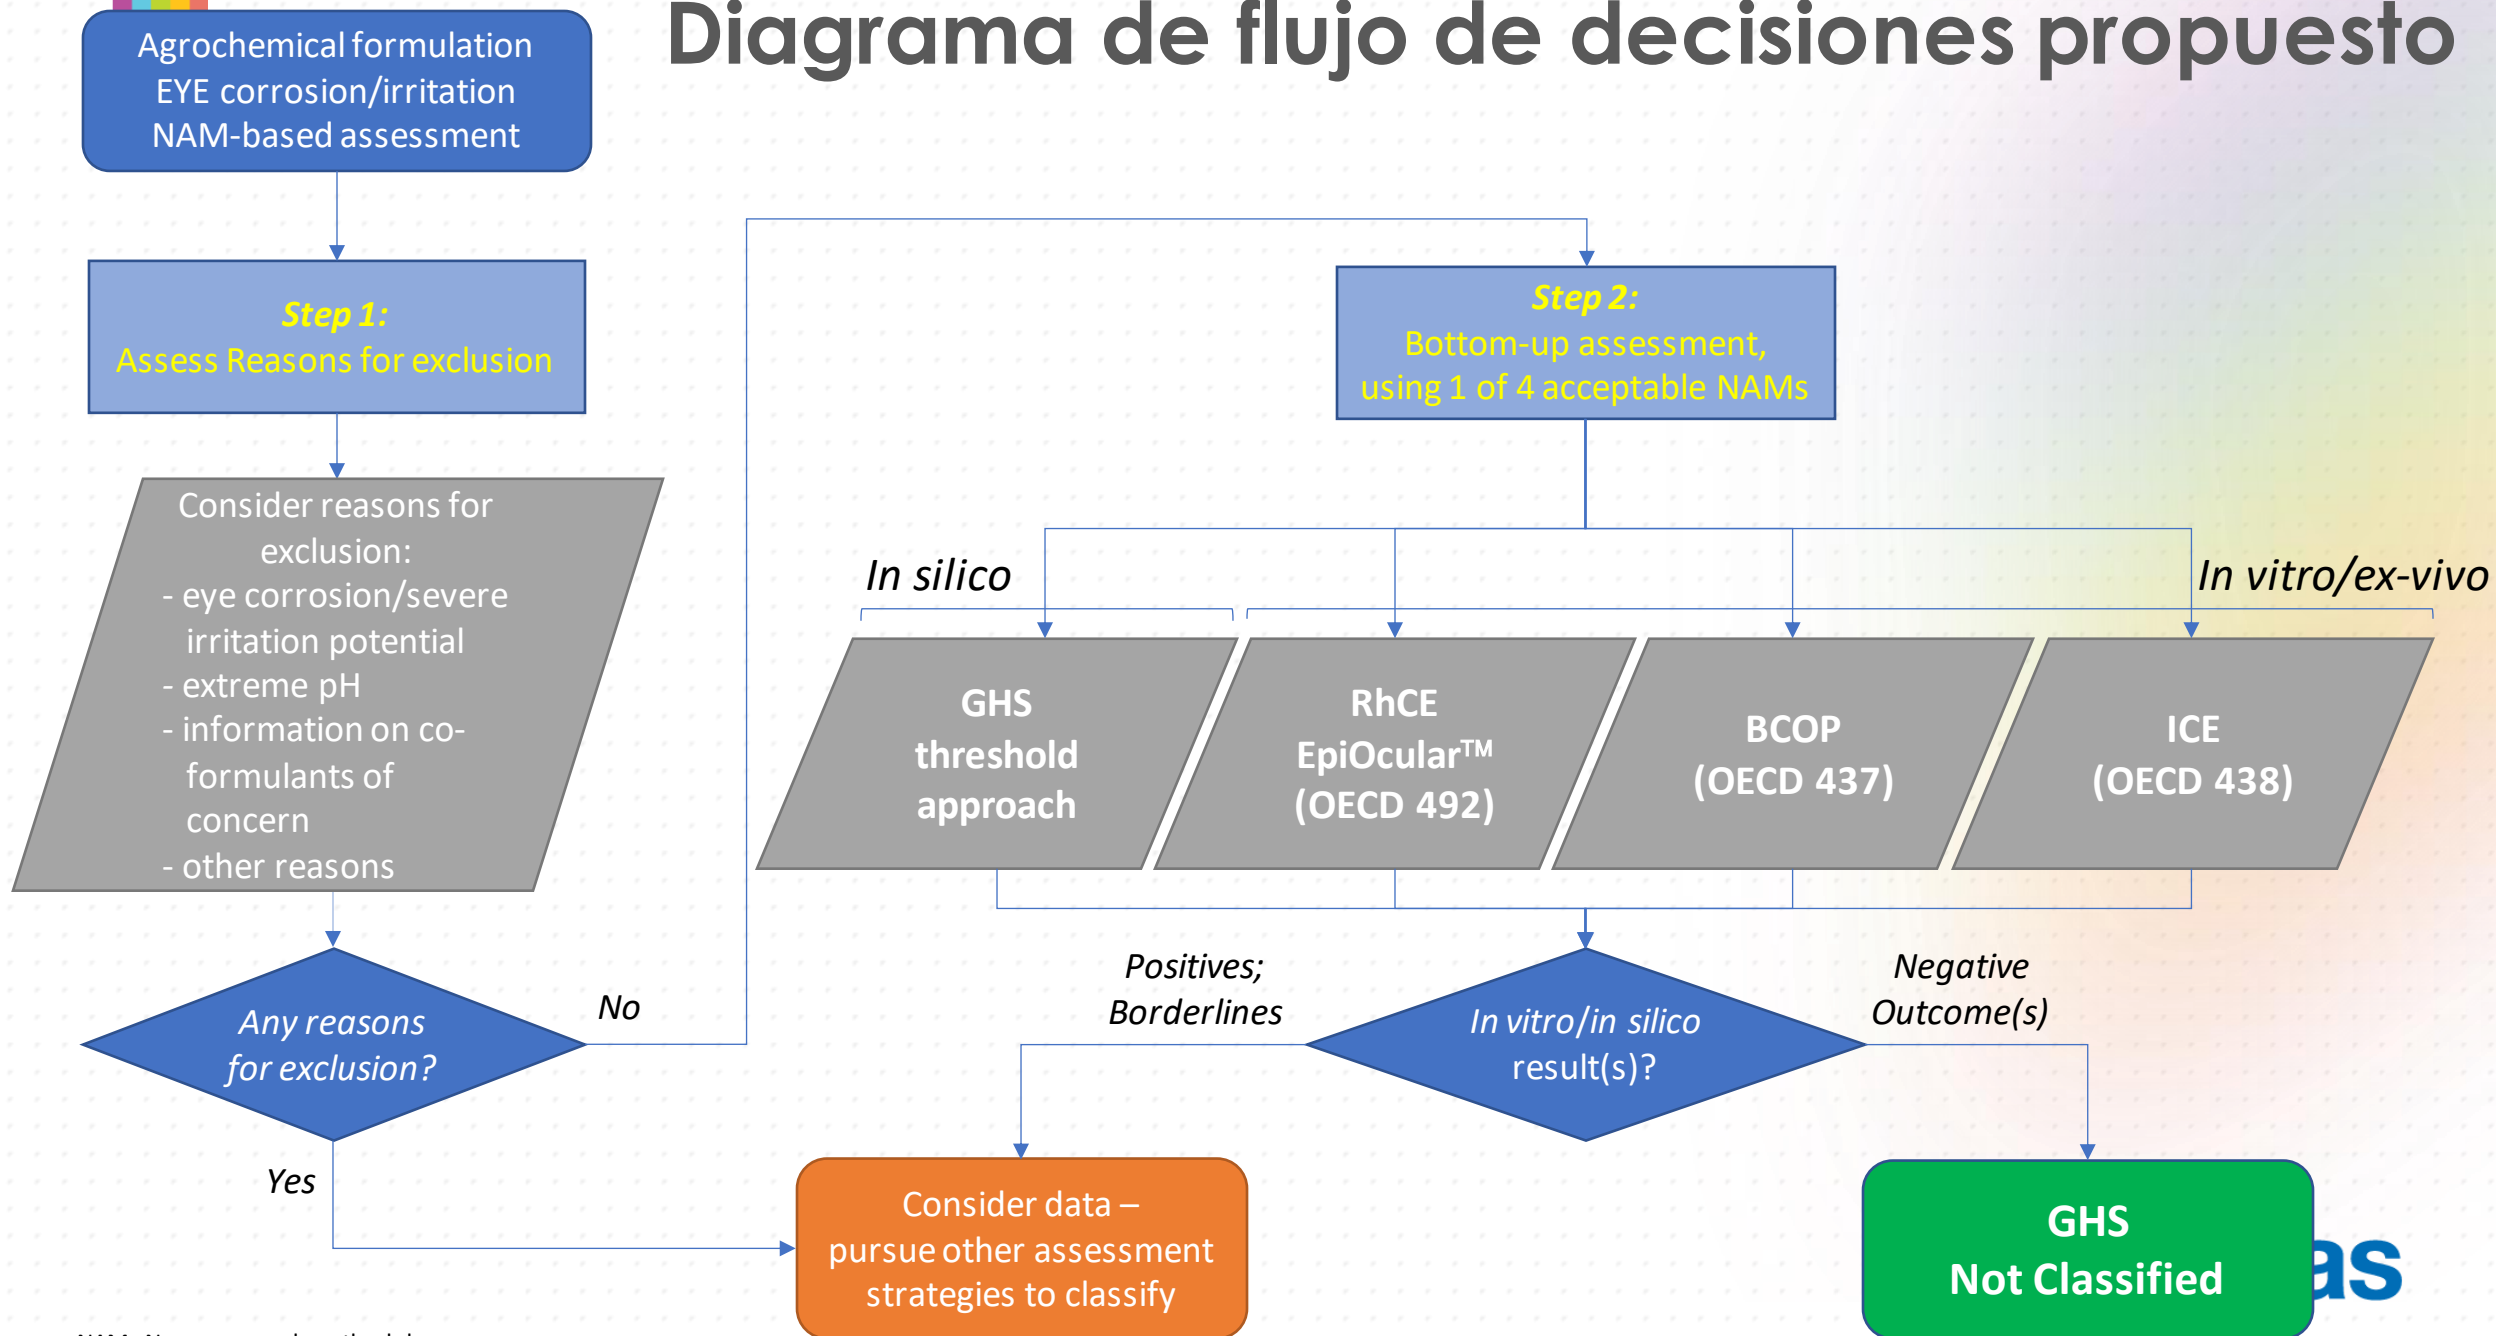 Diagrama de flujo de decisiones propuesto
Agrochemical formulation
EYE corrosion/irritation
NAM-based assessment
Step 1:
Assess Reasons for exclusion
Consider reasons for
exclusion:
- eye corrosion/severe
irritation potential
- extreme pH
- information on co-
formulants of
concern
- other reasons
Any reasons
for exclusion?
No
Yes
Step 2:
Bottom-up assessment,
using 1 of 4 acceptable NAMs
In silico
In vitro/ex-vivo
GHS
threshold
approach
RhCE
EpiOcular™
(OECD 492)
BCOP
(OECD 437)
ICE
(OECD 438)
Positives;
Borderlines
In vitro/in silico
result(s)?
Negative
Outcome(s)
Consider data –
pursue other assessment
strategies to classify
GHS
Not Classified
as